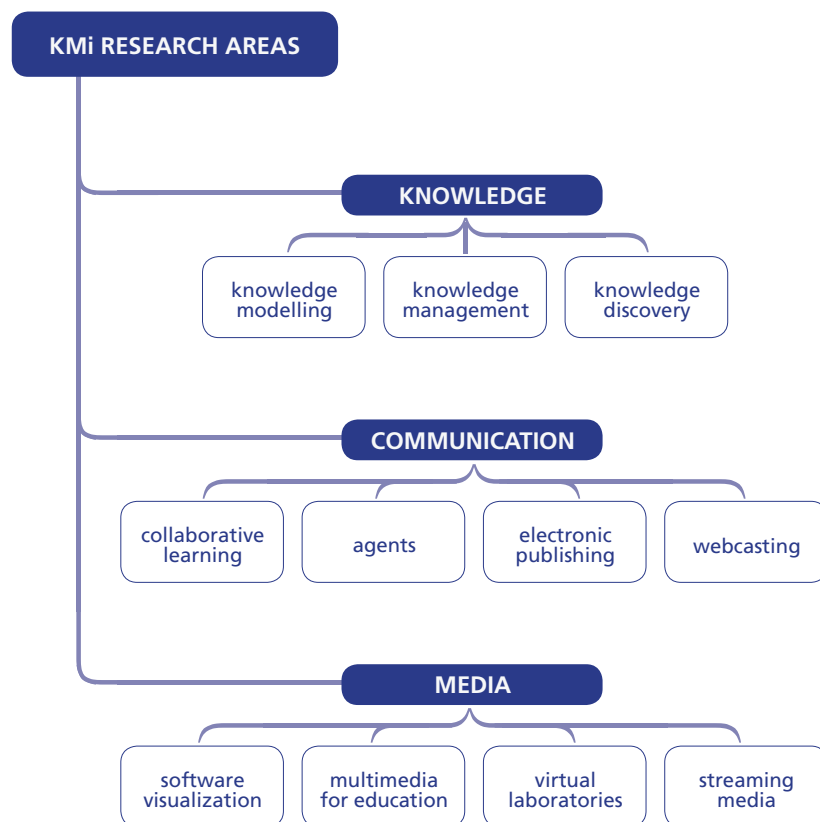 KMi RESEARCH AREAS
KNOWLEDGE
knowledge
modelling
knowledge
management
knowledge
discovery
COMMUNICATION
collaborative
learning
agents
electronic
publishing
webcasting
MEDIA
software
visualization
multimedia
for education
virtual
laboratories
streaming
media